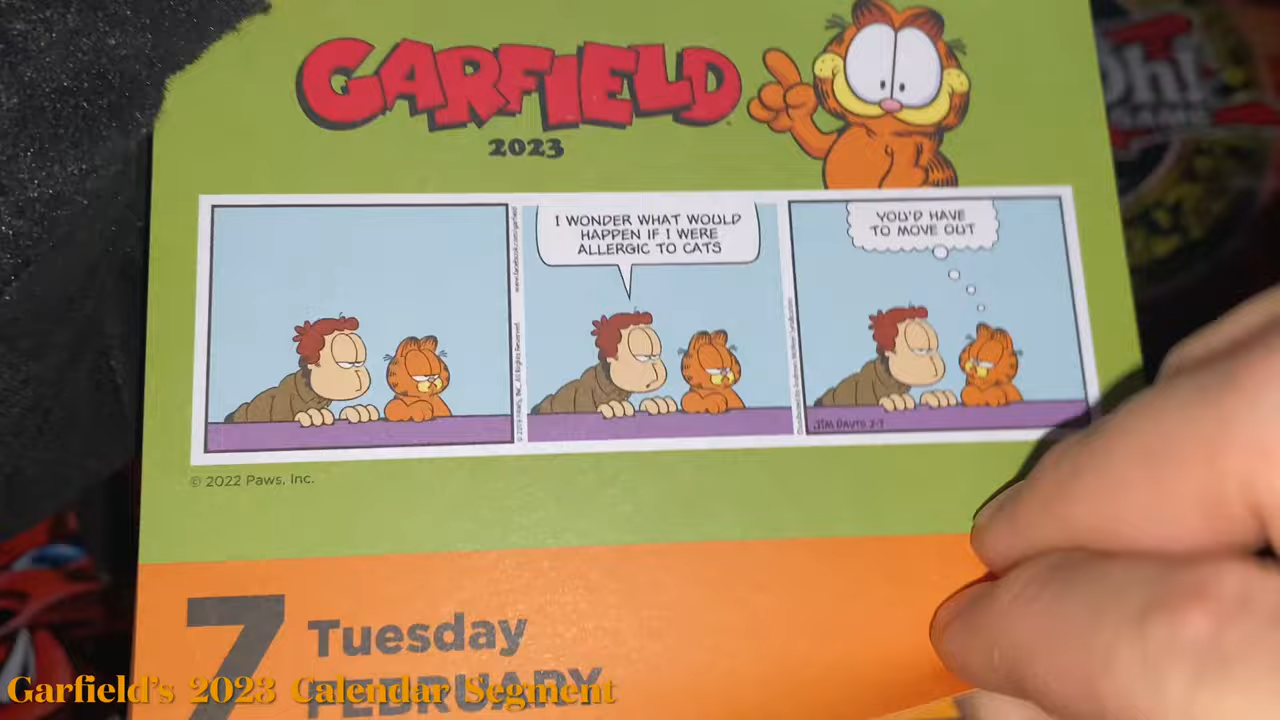 GARFIELD
2023
I WONDER WHAT WOULD
HAPPEN IF I WERE
ALLERGIC TO CATS
YOU'D HAVE
TO MOVE OUT
JIM DAVIS 2-7
© 2022 Paws, Inc.
7
Tuesday
FEBRUARY
Garfield's 2023 Calendar Segment
Oh!